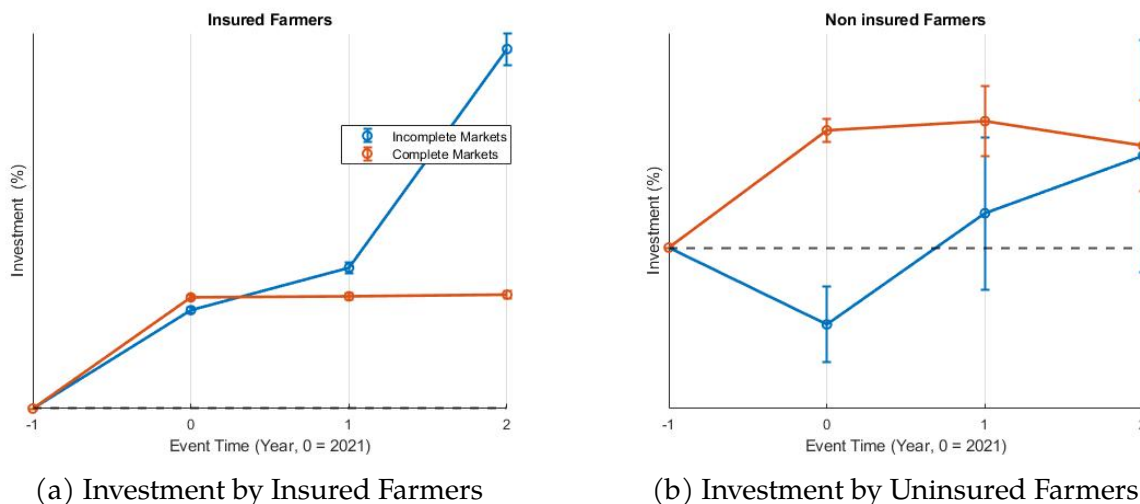 Insured Farmers
Investment (%)
Incomplete Markets
Complete Markets
-1 0 1 2
Event Time (Year, 0 = 2021)
(a) Investment by Insured Farmers
Non insured Farmers
Investment (%)
-1 0 1
Event Time (Year, 0 = 2021)
(b) Investment by Uninsured Farmers